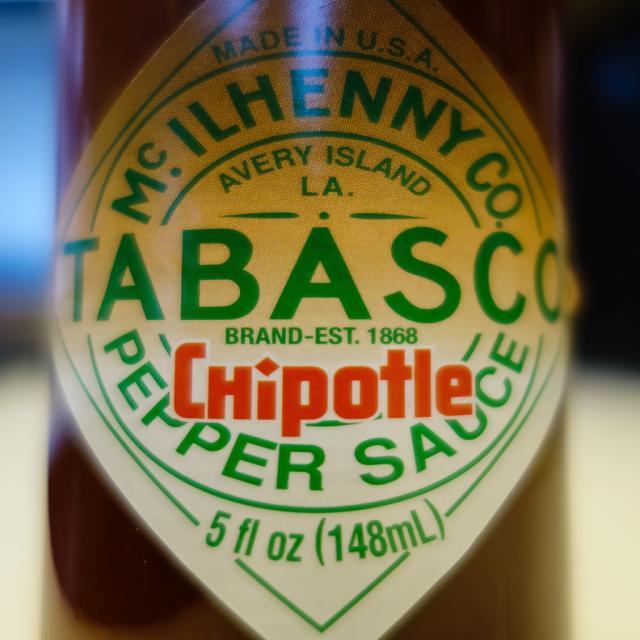 MADE IN U.S.A.
McILHENNY CO.
AVERY ISLAND
LA.
TABASCO
BRAND-EST. 1868
Chipotle
PEPPER SAUCE
5 fl oz (148mL)